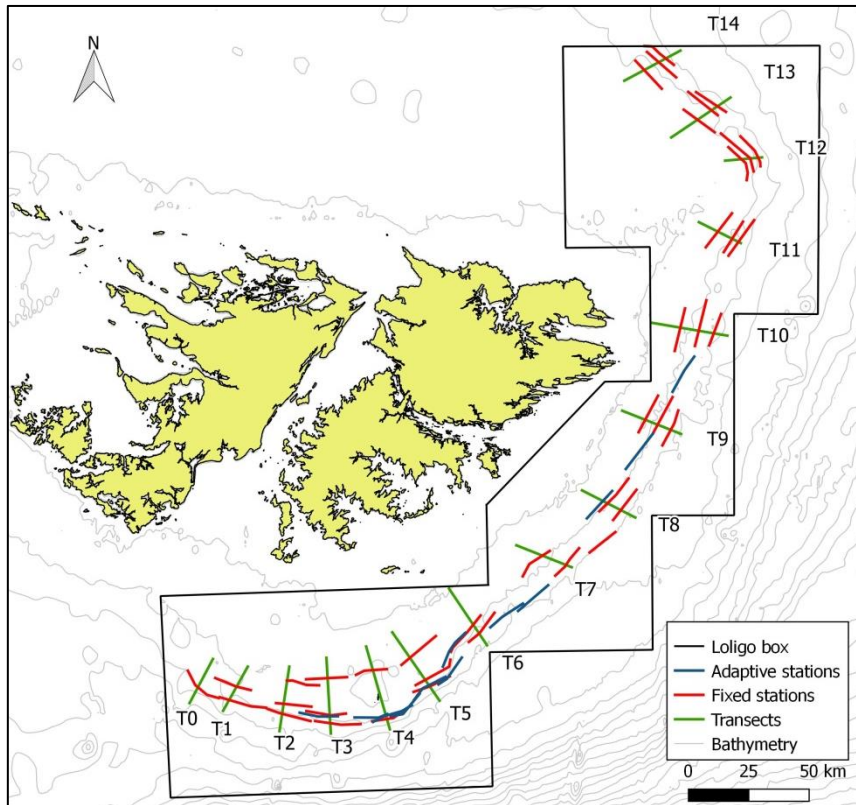 T14
N
T13
T12
T11
T10
T9
T8
T7
T6
T5
T4
T3
T2
T1
T0
Loligo box
Adaptive stations
Fixed stations
Transects
Bathymetry
0 25 50 km